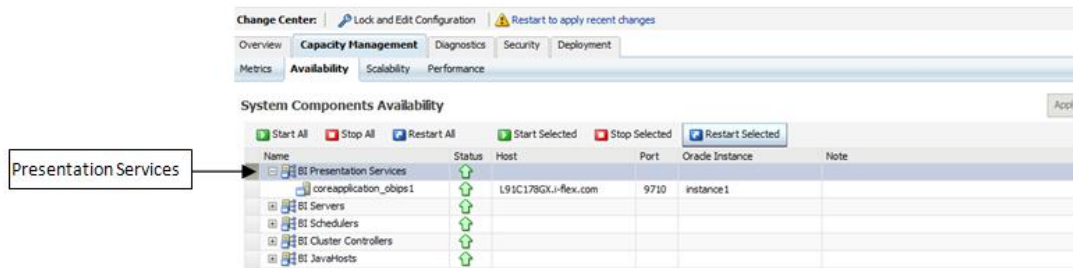 Change Center: Lock and Edit Configuration Restart to apply recent changes
Overview Capacity Management Diagnostics Security Deployment
Metrics Availability Scalability Performance
System Components Availability
Appl
Start All Stop All Restart All Start Selected Stop Selected Restart Selected
Name Status Host Port Oracle Instance Note
Presentation Services
BI Presentation Services
coreapplication_obips1 L91C178GX.i-flex.com 9710 instance1
BI Servers
BI Schedulers
BI Cluster Controllers
BI JavaHosts